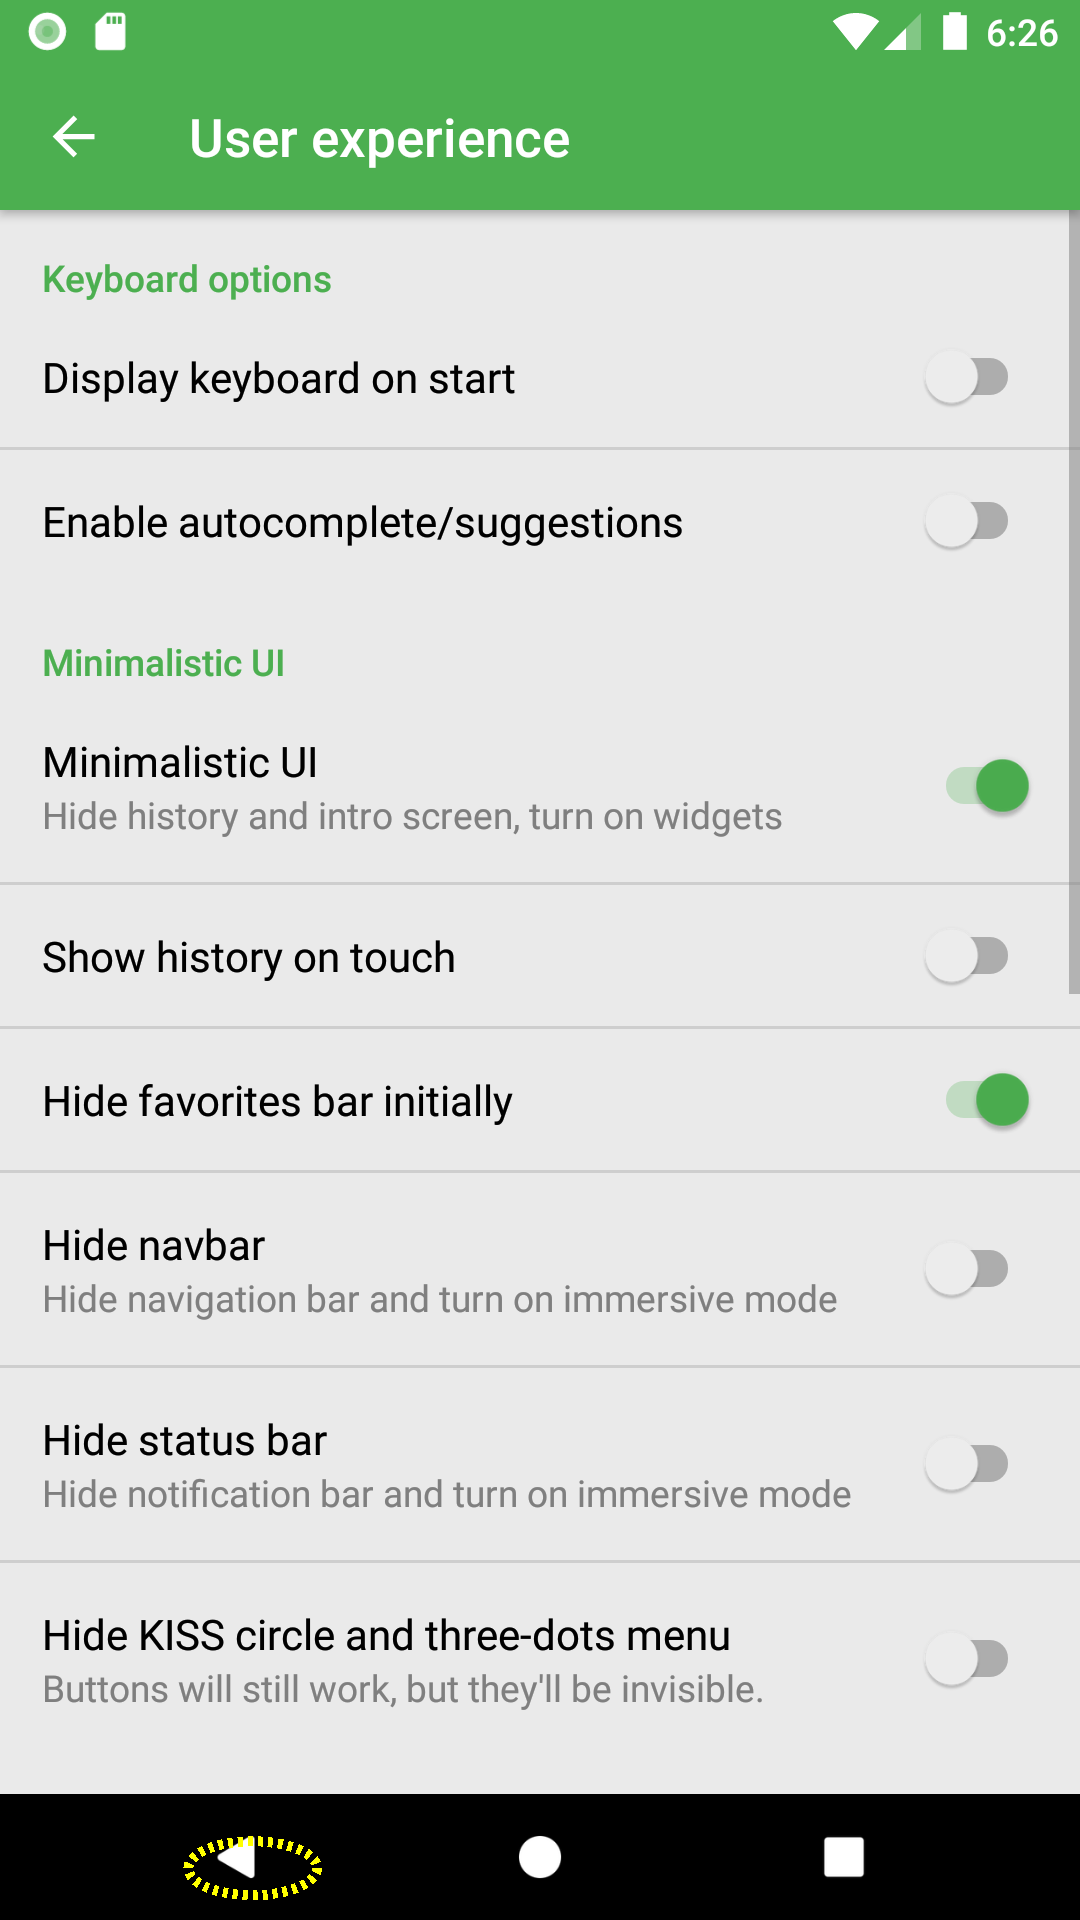 6:26
User experience
Keyboard options
Display keyboard on start
Enable autocomplete/suggestions
Minimalistic UI
Minimalistic UI
Hide history and intro screen, turn on widgets
Show history on touch
Hide favorites bar initially
Hide navbar
Hide navigation bar and turn on immersive mode
Hide status bar
Hide notification bar and turn on immersive mode
Hide KISS circle and three-dots menu
Buttons will still work, but they'll be invisible.